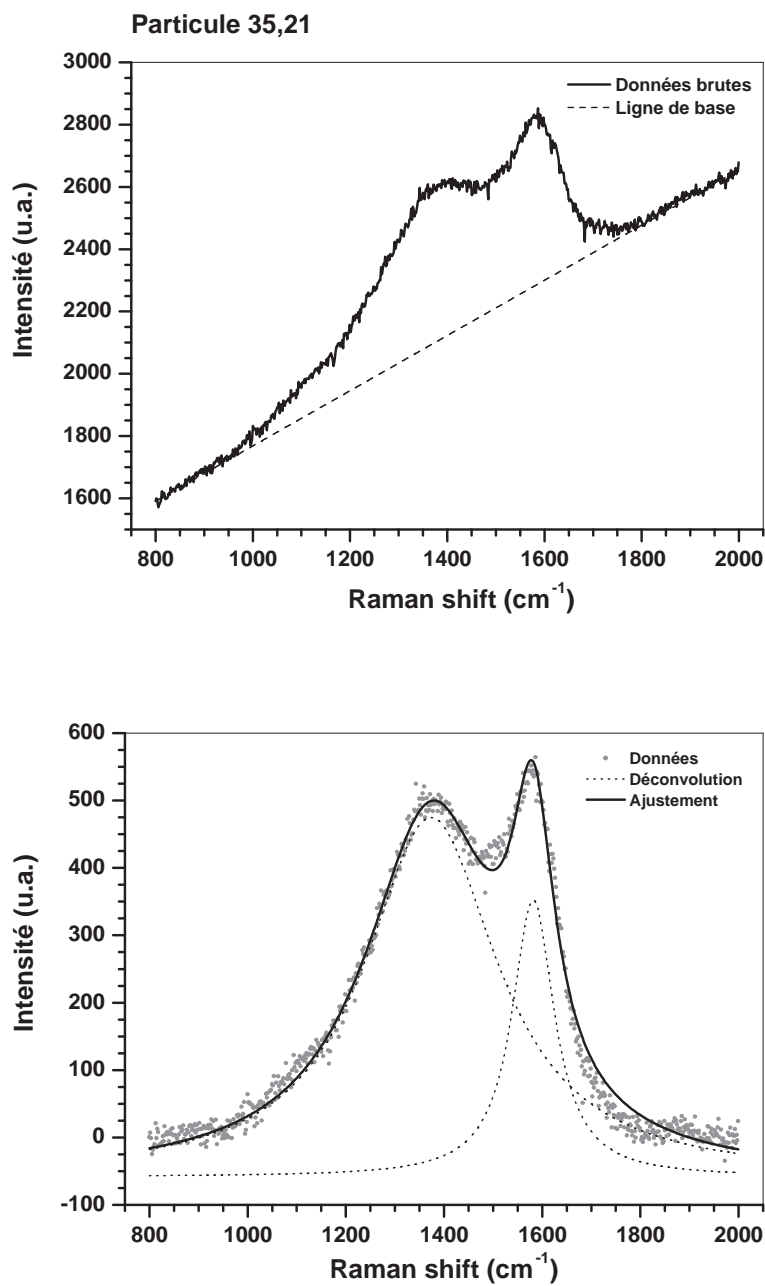 Particule 35,21
3000
2800
2600
2400
2200
2000
1800
1600
Intensité (u.a.)
Données brutes
Ligne de base
800 1000 1200 1400 1600 1800 2000
Raman shift (cm⁻¹)
600
500
400
300
200
100
0
-100
Intensité (u.a.)
Données
Déconvolution
Ajustement
800 1000 1200 1400 1600 1800 2000
Raman shift (cm⁻¹)